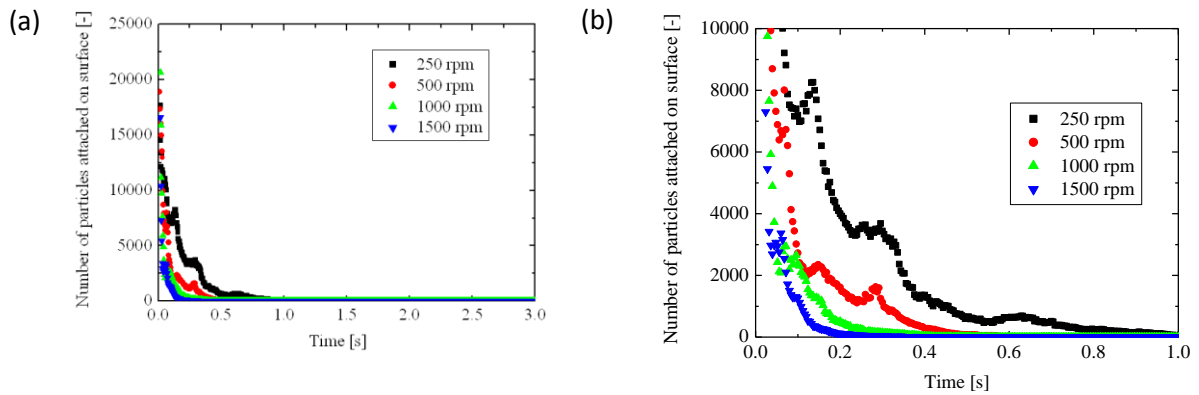 (a)
Number of particles attached on surface [-]
25000
20000
15000
10000
5000
0
0.0 0.5 1.0 1.5 2.0 2.5 3.0
Time [s]
250 rpm
500 rpm
1000 rpm
1500 rpm
(b)
Number of particles attached on surface [-]
10000
8000
6000
4000
2000
0
0.0 0.2 0.4 0.6 0.8 1.0
Time [s]
250 rpm
500 rpm
1000 rpm
1500 rpm